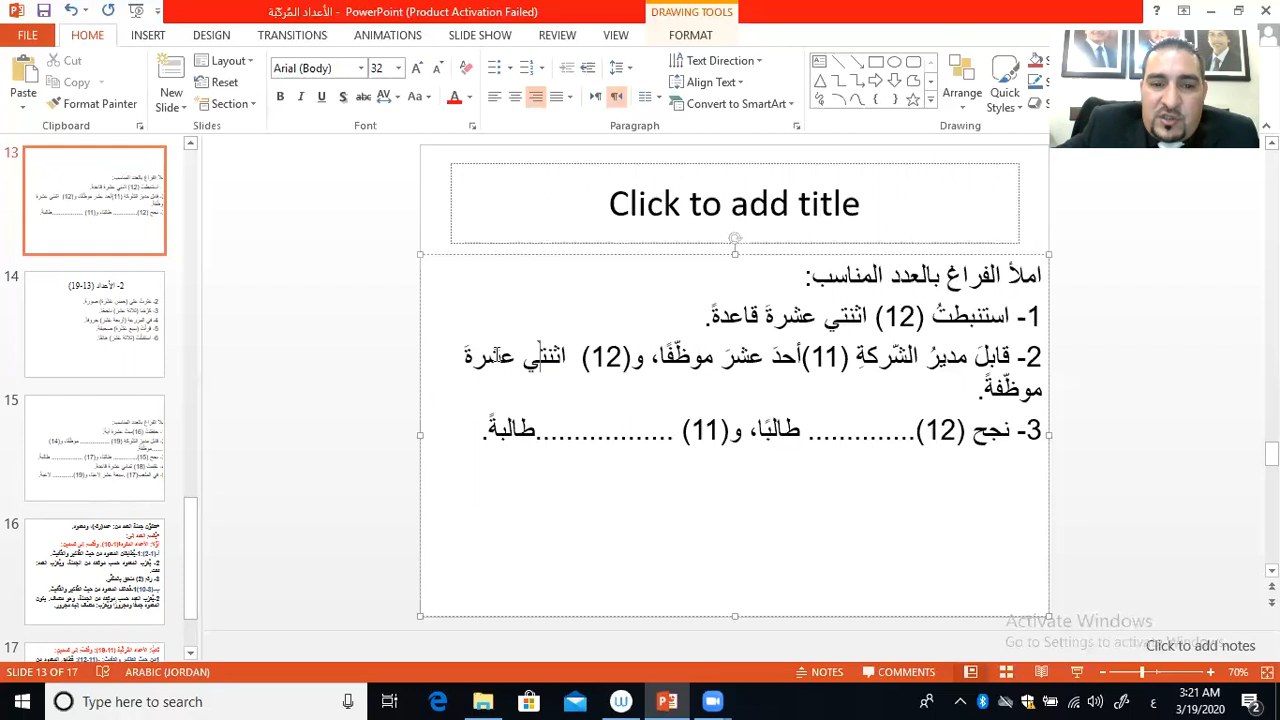 الأعداد المُركّبَة - PowerPoint (Product Activation Failed)
DRAWING TOOLS
FILE HOME INSERT DESIGN TRANSITIONS ANIMATIONS SLIDE SHOW REVIEW VIEW FORMAT
Paste
Cut
Copy
Format Painter
Clipboard
New Slide
Layout
Reset
Section
Slides
Arial (Body) 32
Font
Text Direction
Align Text
Convert to SmartArt
Paragraph
Arrange
Quick Styles
Drawing
13
14
2- الأعداد (13-19)
15
16
17
Click to add title
املأ الفراغ بالعدد المناسب:
1- استنبطتُ (12) اثنتي عشرةَ قاعدةً.
2- قابلَ مديرُ الشّركةِ (11)أحدَ عشرَ موظّفًا، و(12) اثنتي عشرةَ
موظّفةً.
3- نجح (12).............. طالبًا، و(11) ..................طالبةً.
Activate Windows
Go to Settings to activate Windows.
Click to add notes
SLIDE 13 OF 17 ARABIC (JORDAN) NOTES COMMENTS 70%
Type here to search
3:21 AM
3/19/2020